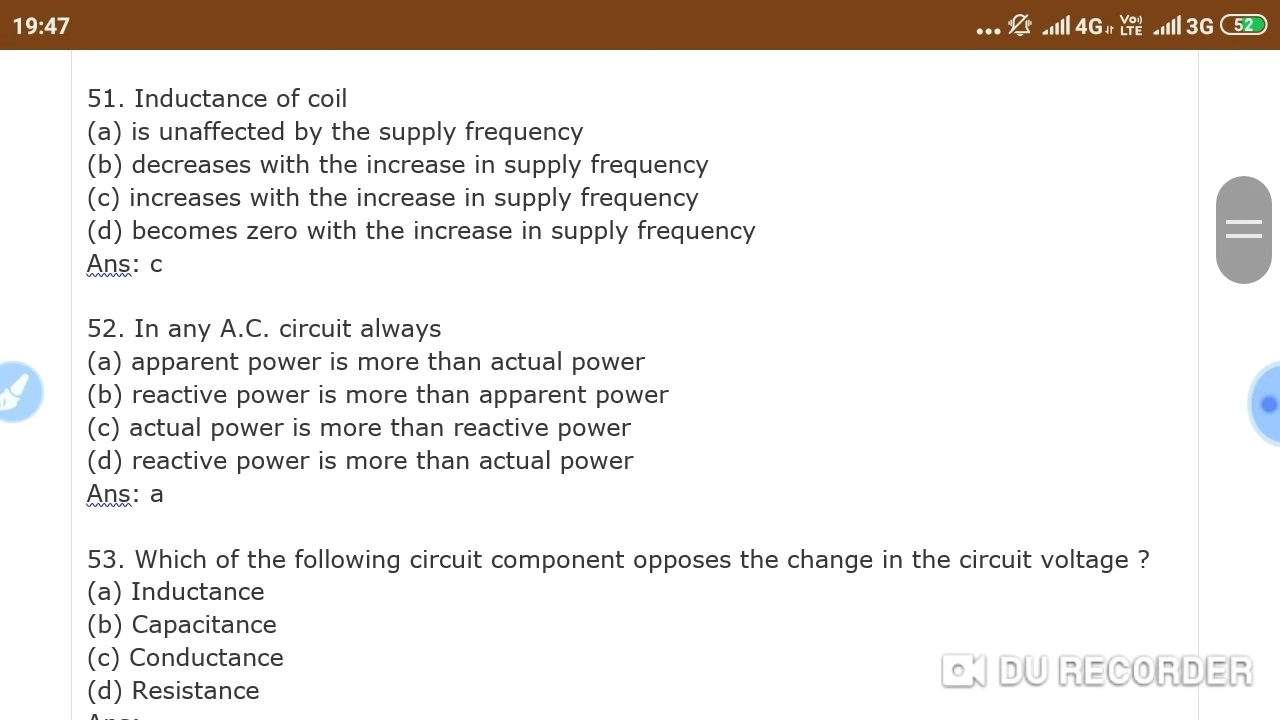 19:47
... 4G Vo)) LTE 3G 52
51. Inductance of coil
(a) is unaffected by the supply frequency
(b) decreases with the increase in supply frequency
(c) increases with the increase in supply frequency
(d) becomes zero with the increase in supply frequency
Ans: c
52. In any A.C. circuit always
(a) apparent power is more than actual power
(b) reactive power is more than apparent power
(c) actual power is more than reactive power
(d) reactive power is more than actual power
Ans: a
53. Which of the following circuit component opposes the change in the circuit voltage ?
(a) Inductance
(b) Capacitance
(c) Conductance
(d) Resistance
Ans:
DU RECORDER